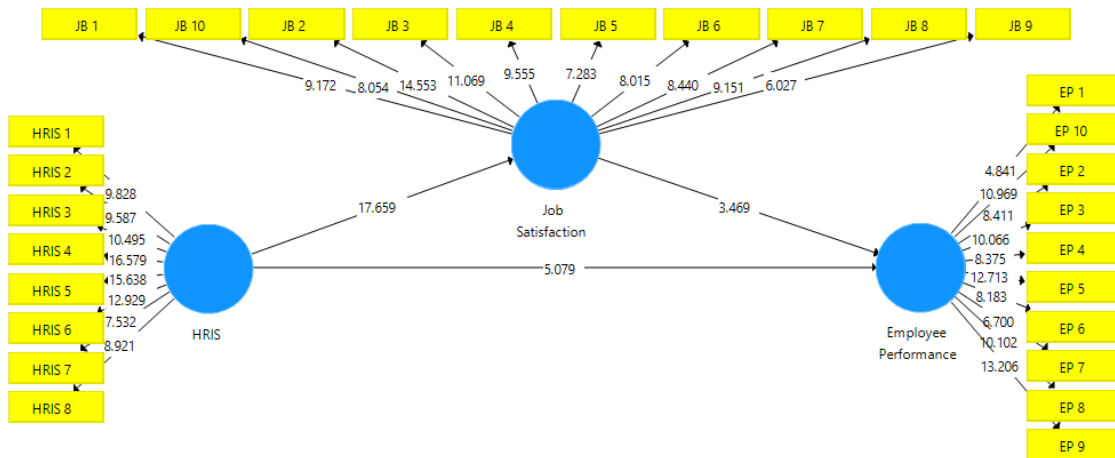 JB 1
JB 10
JB 2
JB 3
JB 4
JB 5
JB 6
JB 7
JB 8
JB 9
9.172
8.054
14.553
11.069
9.555
7.283
8.015
8.440
9.151
6.027
HRIS 1
HRIS 2
HRIS 3
HRIS 4
HRIS 5
HRIS 6
HRIS 7
HRIS 8
9.828
9.587
10.495
16.579
15.638
12.929
7.532
8.921
HRIS
17.659
Job
Satisfaction
3.469
5.079
Employee
Performance
4.841
10.969
8.411
10.066
8.375
12.713
8.183
6.700
10.102
13.206
EP 1
EP 10
EP 2
EP 3
EP 4
EP 5
EP 6
EP 7
EP 8
EP 9